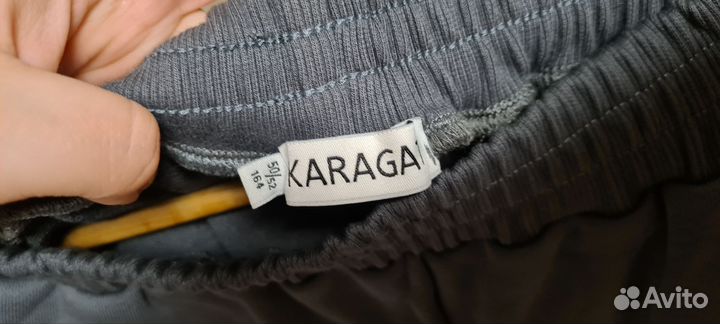 50/52
164
KARAGA
Avito